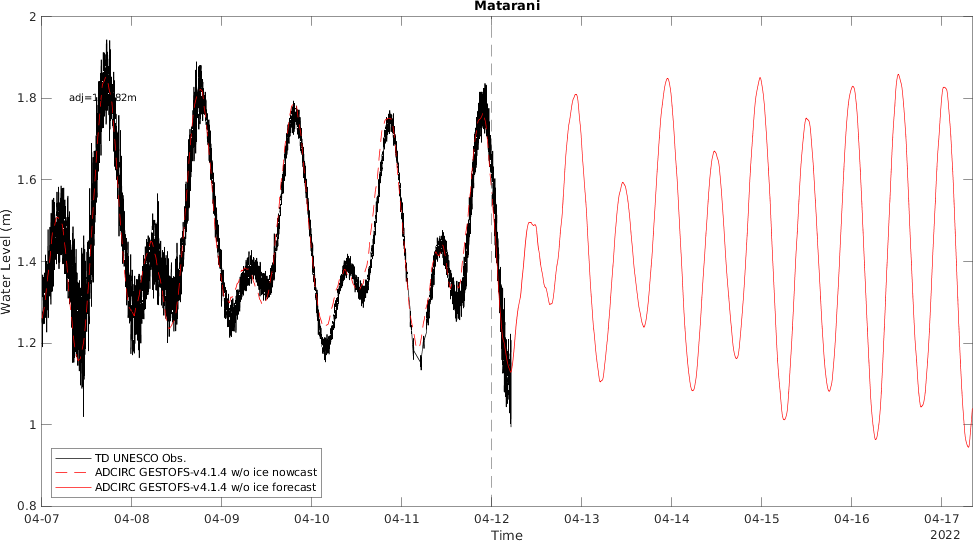 Matarani
2
1.8
1.6
1.4
1.2
1
0.8
Water Level (m)
TD UNESCO Obs.
ADCIRC GESTOFS-v4.1.4 w/o ice nowcast
ADCIRC GESTOFS-v4.1.4 w/o ice forecast
04-07 04-08 04-09 04-10 04-11 04-12 04-13 04-14 04-15 04-16 04-17
Time
2022